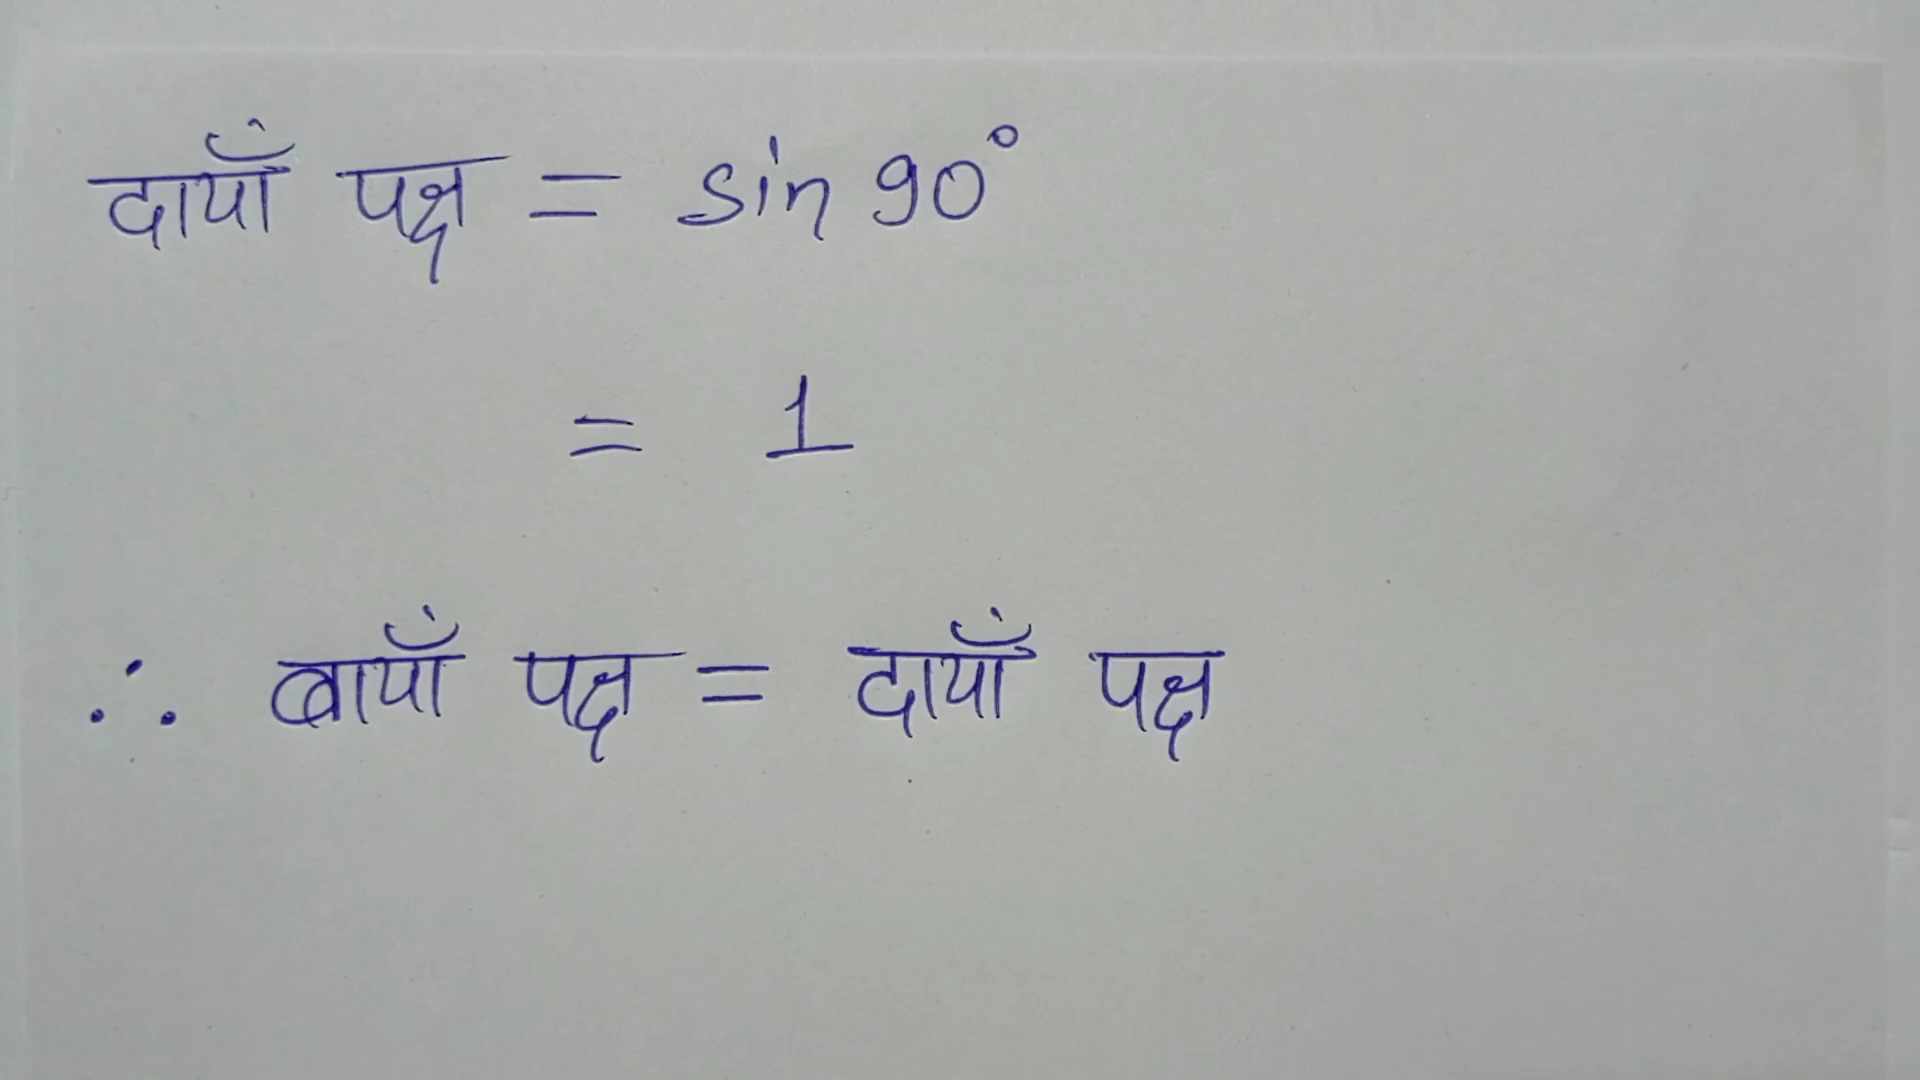 दायाँ पक्ष = sin 90°
= 1
∴ बायाँ पक्ष = दायाँ पक्ष